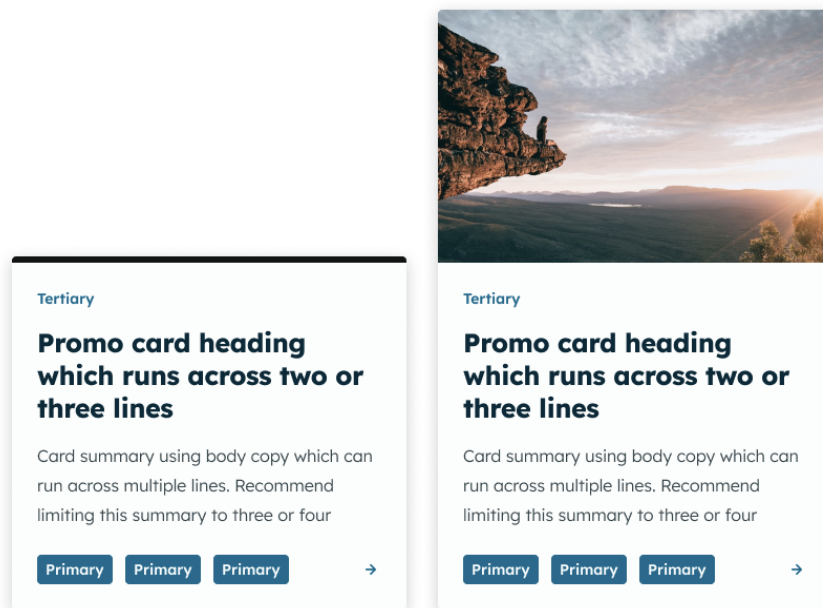 Tertiary
Promo card heading
which runs across two or
three lines
Card summary using body copy which can
run across multiple lines. Recommend
limiting this summary to three or four
Primary Primary Primary
Tertiary
Promo card heading
which runs across two or
three lines
Card summary using body copy which can
run across multiple lines. Recommend
limiting this summary to three or four
Primary Primary Primary